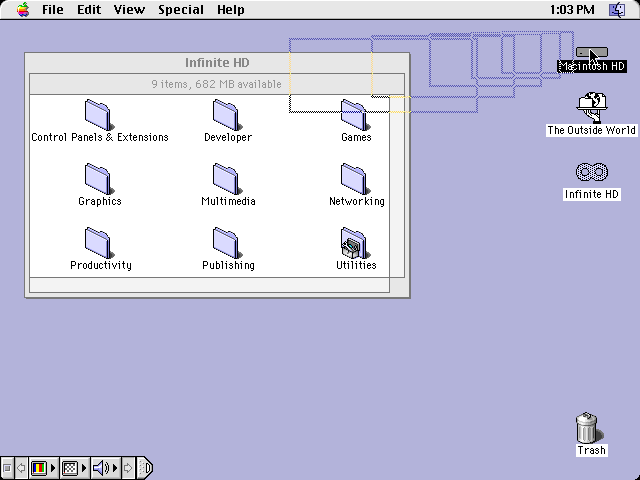 File Edit View Special Help 1:03 PM
Infinite HD
9 items, 682 MB available
Control Panels & Extensions Developer Games
Graphics Multimedia Networking
Productivity Publishing Utilities
Macintosh HD
The Outside World
Infinite HD
Trash